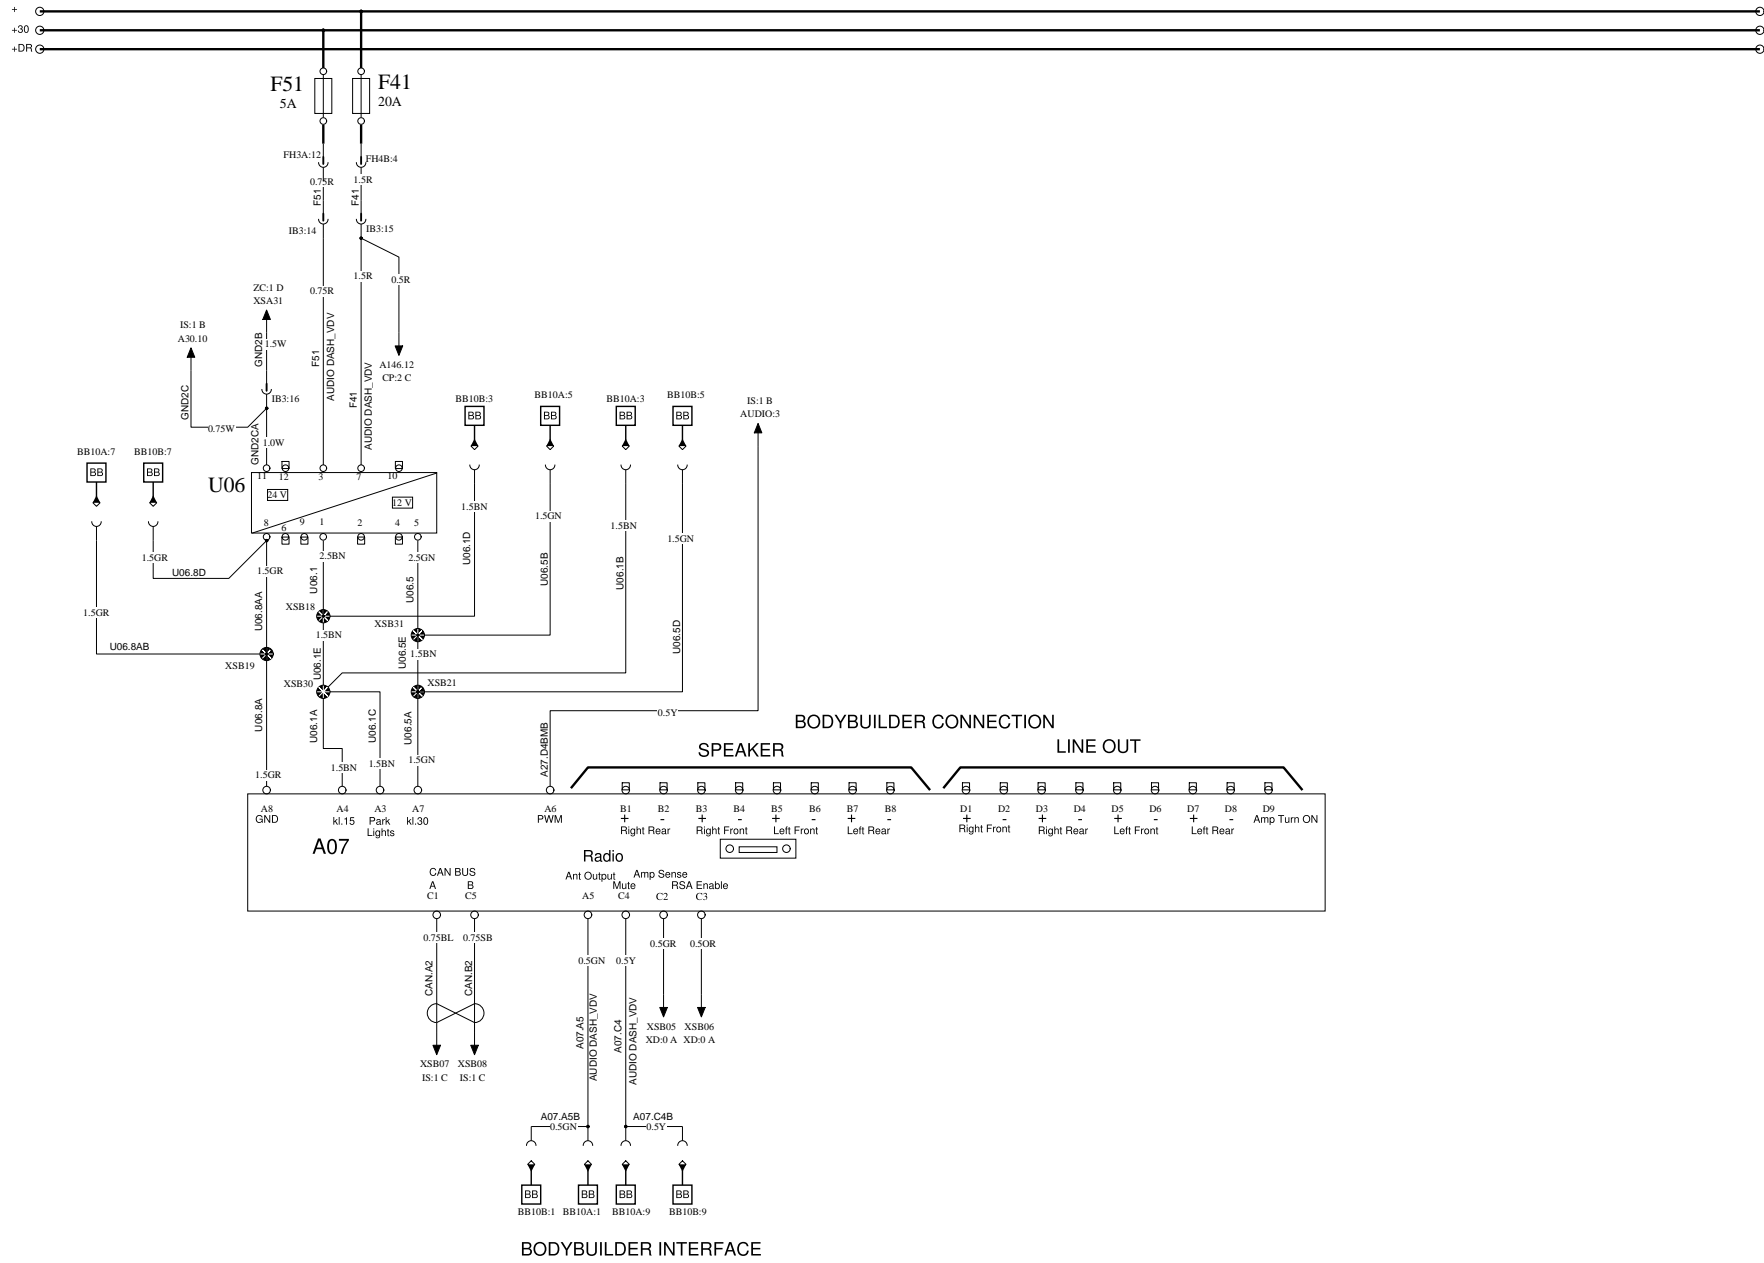 +
+30
+DR
F51
5A
F41
20A
FH3A:12
FH4B:4
0.75R
1.5R
F51
F41
IB3:14
IB3:15
1.5R
0.5R
0.75R
ZC:1 D
XSA31
IS:1 B
A30.10
GND2B
1.5W
F51
AUDIO DASH_VDV
A146.12
CP:2 C
GND2C
IB3:16
F41
AUDIO DASH_VDV
0.75W
GND2CA
1.0W
BB10B:3
BB
BB10A:5
BB
BB10A:3
BB
BB10B:5
BB
IS:1 B
AUDIO:3
BB10A:7
BB
BB10B:7
BB
U06
11
12
3
7
10
24 V
12 V
8
6
9
1
2
4
5
1.5BN
1.5GN
1.5BN
1.5GN
U06.1D
U06.5B
U06.1B
U06.5D
1.5GR
U06.8D
1.5GR
2.5BN
2.5GN
U06.1
U06.5
U06.8AA
1.5GR
U06.8AB
XSB18
XSB31
1.5BN
U06.1E
U06.5E
1.5BN
XSB19
XSB30
XSB21
U06.8A
U06.1A
U06.1C
U06.5A
A27.D4BMB
0.5Y
1.5GR
1.5BN
1.5BN
1.5GN
BODYBUILDER CONNECTION
SPEAKER
LINE OUT
A8
GND
A4
kl.15
A3
Park
Lights
A7
kl.30
A6
PWM
B1 B2 B3 B4 B5 B6 B7 B8
+ - + - + - + -
Right Rear
Right Front
Left Front
Left Rear
D1 D2 D3 D4 D5 D6 D7 D8 D9
+ - + - + - + -
Right Front
Right Rear
Left Front
Left Rear
Amp Turn ON
A07
Radio
CAN BUS
A
C1
B
C5
Ant Output
A5
Mute
C4
Amp Sense
C2
RSA Enable
C3
0.75BL
0.75SB
CAN.A2
CAN.B2
XSB07
IS:1 C
XSB08
IS:1 C
0.5GN
0.5Y
0.5GR
0.5OR
A07.A5
AUDIO DASH_VDV
A07.C4
AUDIO DASH_VDV
XSB05
XD:0 A
XSB06
XD:0 A
A07.A5B
0.5GN
A07.C4B
0.5Y
BB
BB
BB
BB
BB10B:1
BB10A:1
BB10A:9
BB10B:9
BODYBUILDER INTERFACE